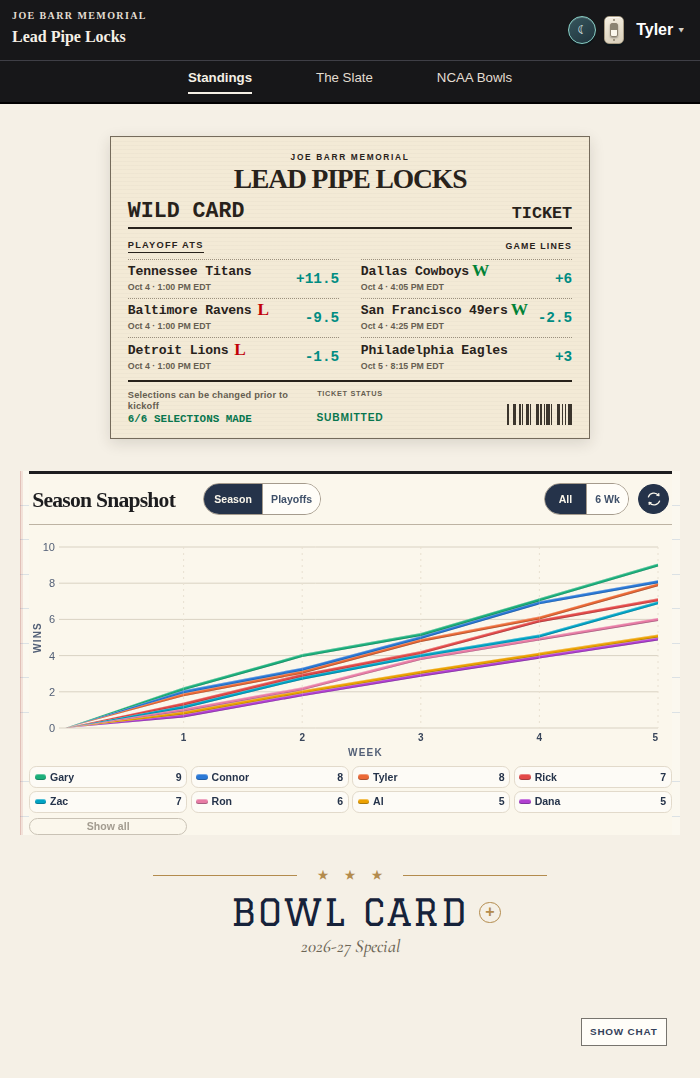 JOE BARR MEMORIAL
Lead Pipe Locks
Tyler
Standings
The Slate
NCAA Bowls
JOE BARR MEMORIAL
LEAD PIPE LOCKS
WILD CARD
TICKET
PLAYOFF ATS
GAME LINES
Tennessee Titans
+11.5
Oct 4 · 1:00 PM EDT
Dallas Cowboys W
+6
Oct 4 · 4:05 PM EDT
Baltimore Ravens L
-9.5
Oct 4 · 1:00 PM EDT
San Francisco 49ers W
-2.5
Oct 4 · 4:25 PM EDT
Detroit Lions L
-1.5
Oct 4 · 1:00 PM EDT
Philadelphia Eagles
+3
Oct 5 · 8:15 PM EDT
Selections can be changed prior to
kickoff
6/6 SELECTIONS MADE
TICKET STATUS
SUBMITTED
Season Snapshot
Season
Playoffs
All
6 Wk
10
8
6
4
2
0
WINS
1
2
3
4
5
WEEK
Gary 9
Connor 8
Tyler 8
Rick 7
Zac 7
Ron 6
Al 5
Dana 5
Show all
★ ★ ★
BOWL CARD +
2026-27 Special
SHOW CHAT